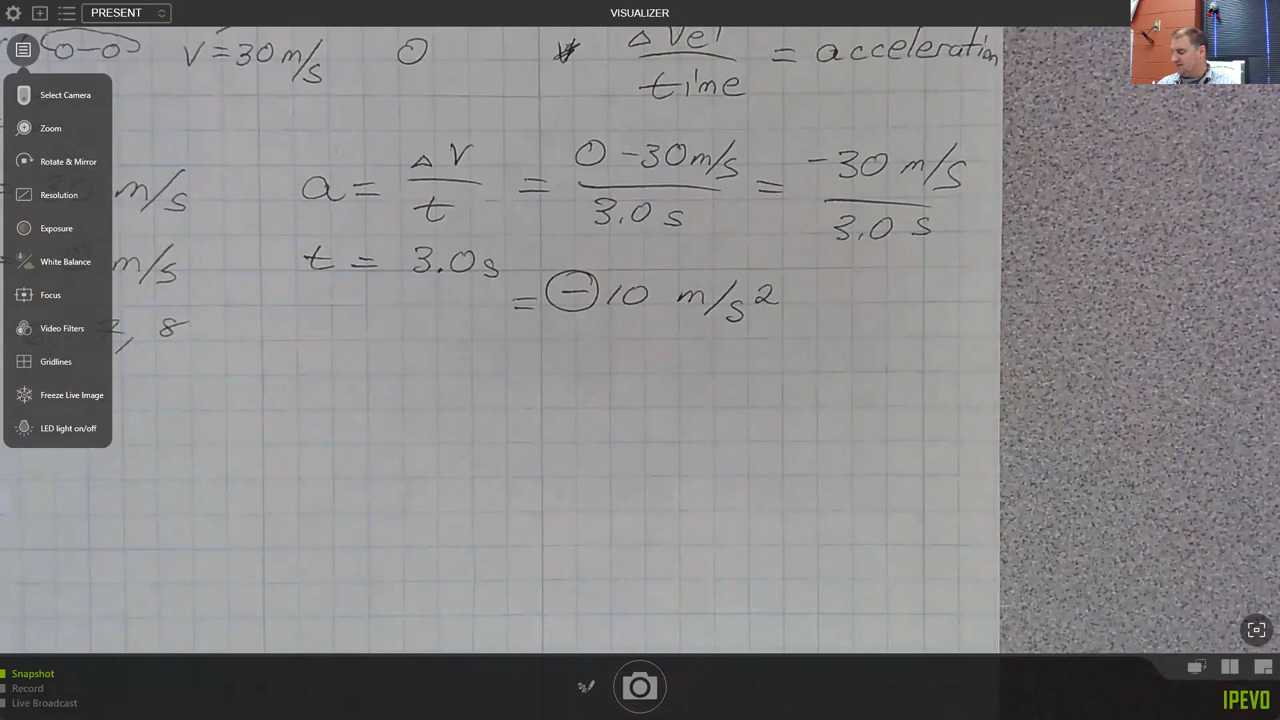 PRESENT
VISUALIZER
V = 30 m/s 0 Δ Vel / time = acceleration
Select Camera
Zoom
Rotate & Mirror
Resolution
Exposure
White Balance
Focus
Video Filters
Gridlines
Freeze Live Image
LED light on/off
m/s
m/s
, 8
a = Δ V / t = 0 - 30 m/s / 3.0 s = -30 m/s / 3.0 s
t = 3.0 s
= - 10 m/s2
Snapshot
Record
Live Broadcast
IPEVO